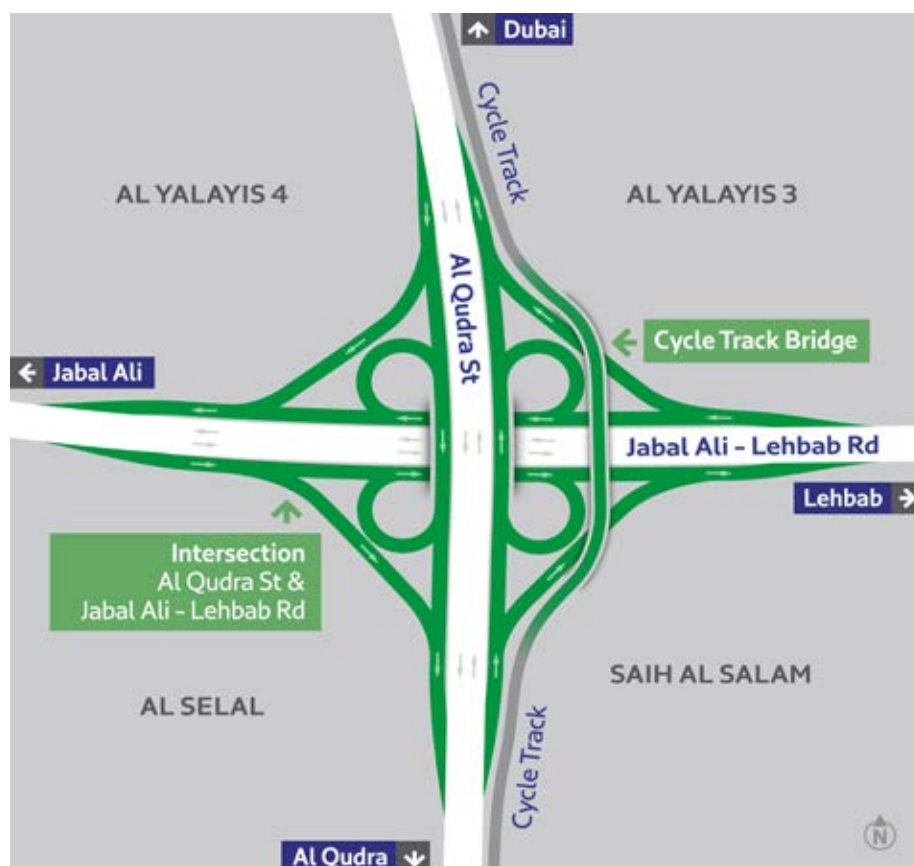 Dubai
Cycle Track
AL YALAYIS 4
AL YALAYIS 3
Al Qudra St
Cycle Track Bridge
Jabal Ali
Jabal Ali - Lehbab Rd
Lehbab
Intersection
Al Qudra St &
Jabal Ali - Lehbab Rd
SAIH AL SALAM
AL SELAL
Cycle Track
N
Al Qudra